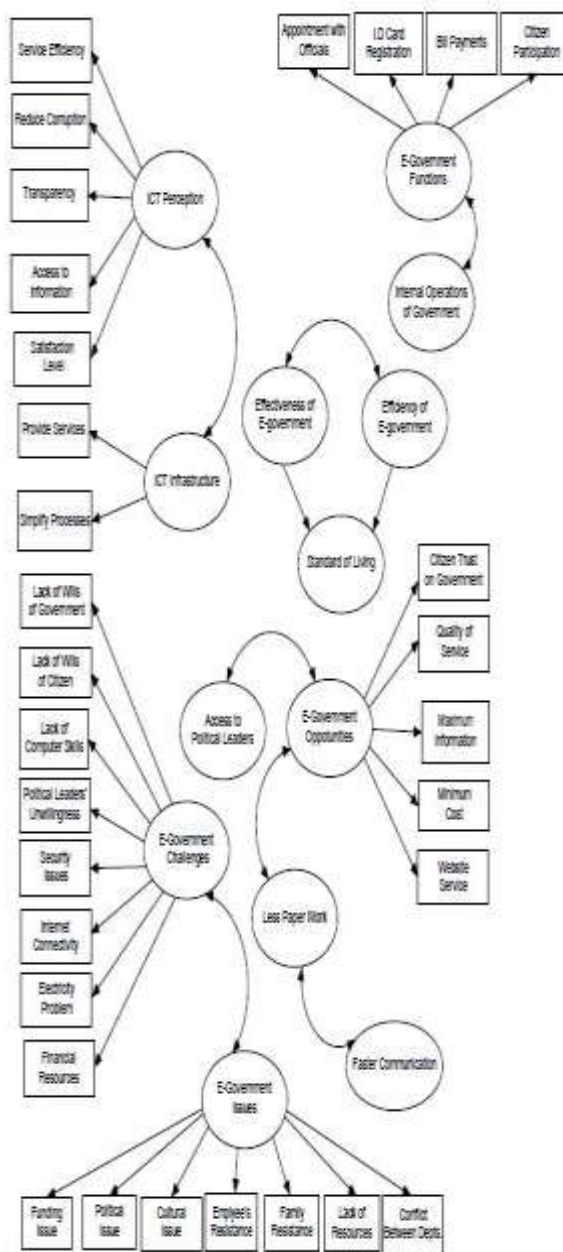 Appointment with
Officials
I.D Card
Registration
Bill Payments
Citizen
Participation
Service Efficiency
Reduce Corruption
Transparency
Access to
Information
Satisfaction
Level
ICT Perception
E-Government
Functions
Internal Operations
of Government
Effectiveness of
E-government
Efficiency of
E-government
Standard of Living
Provide Services
Simplify Processes
ICT Infrastructure
Lack of Wills
of Government
Lack of Wills
of Citizen
Lack of
Computer Skills
Political Leaders'
Unwillingness
Security
Issues
Internet
Connectivity
Electricity
Problem
Financial
Resources
E-Government
Challenges
Access to
Political Leaders
E-Government
Oppotunities
Citizen Trust
on Government
Quality of
Service
Maximum
Information
Minimum
Cost
Website
Service
Less Paper Work
Faster Communication
E-Government
Issues
Funding
Issue
Political
Issue
Cultural
Issue
Emplyee's
Resistance
Family
Resistance
Lack of
Resources
Conflict
Between Depts.